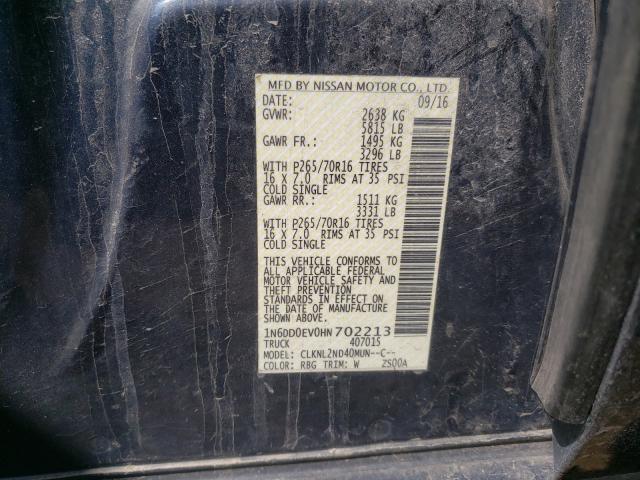 MFD BY NISSAN MOTOR CO., LTD.
DATE: 09/16
GVWR: 2638 KG
5815 LB
GAWR FR.: 1495 KG
3296 LB
WITH P265/70R16 TIRES
16 X 7.0 RIMS AT 35 PSI
COLD SINGLE
GAWR RR.: 1511 KG
3331 LB
WITH P265/70R16 TIRES
16 X 7.0 RIMS AT 35 PSI
COLD SINGLE
THIS VEHICLE CONFORMS TO
ALL APPLICABLE FEDERAL
MOTOR VEHICLE SAFETY AND
THEFT PREVENTION
STANDARDS IN EFFECT ON
THE DATE OF MANUFACTURE
SHOWN ABOVE.
1N6DD0EV0HN702213
TRUCK 407015
MODEL: CLKNL2ND40MUN--C--
COLOR: RBG TRIM: W ZS00A